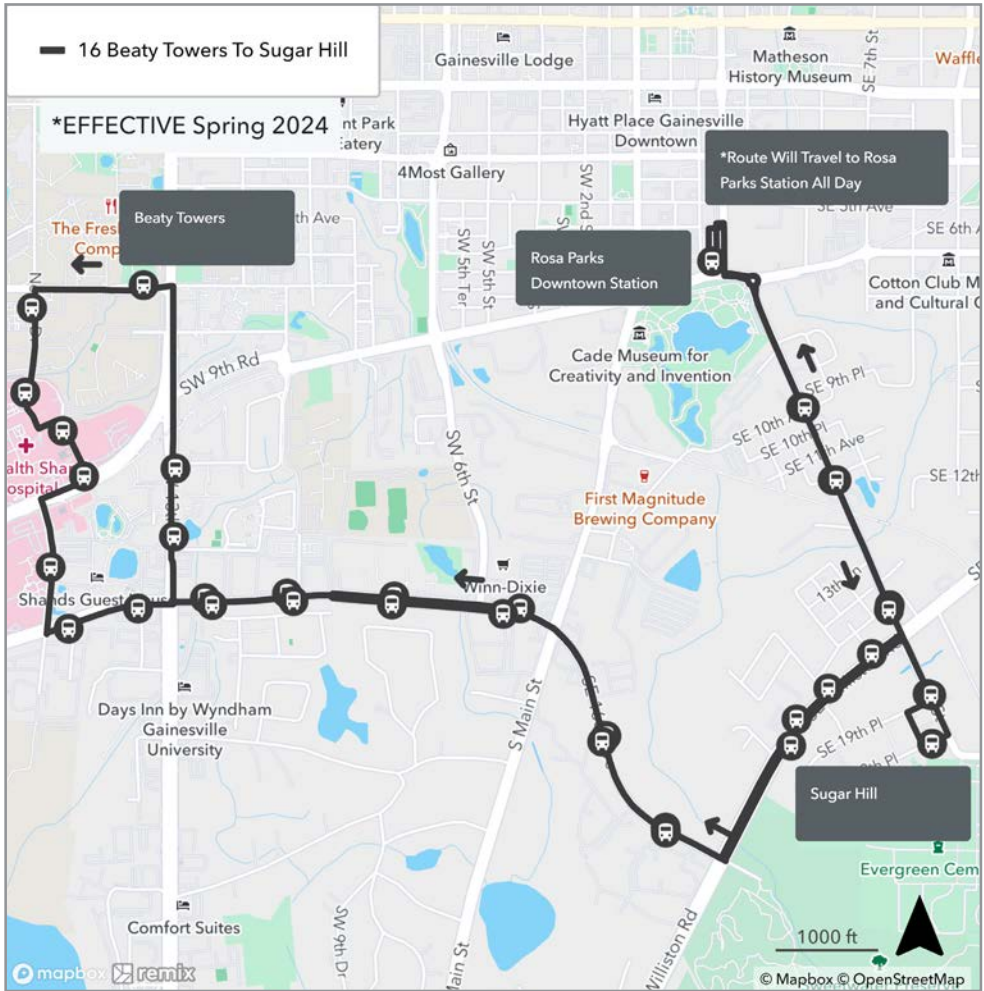 16 Beaty Towers To Sugar Hill
*EFFECTIVE Spring 2024
Gainesville Lodge
Matheson
History Museum
SE 7th St
Hyatt Place Gainesville
Downtown
4Most Gallery
*Route Will Travel to Rosa
Parks Station All Day
Beaty Towers
SW 2nd
SE 5th Ave
SE 6th
SW 5th Ter
SW 5th St
Rosa Parks
Downtown Station
Cotton Club
and Cultural
SW 9th Rd
Cade Museum for
Creativity and Invention
SE 9th Pl
SE 10th
SE 10th Pl
SE 11th Ave
SE 12th
SW 6th St
First Magnitude
Brewing Company
Winn-Dixie
Shands Guest
13th
Days Inn by Wyndham
Gainesville
University
S Main St
SE 19th Pl
Sugar Hill
Evergreen
Comfort Suites
SW 9th Dr
Main St
Williston Rd
1000 ft
mapbox remix
© Mapbox © OpenStreetMap